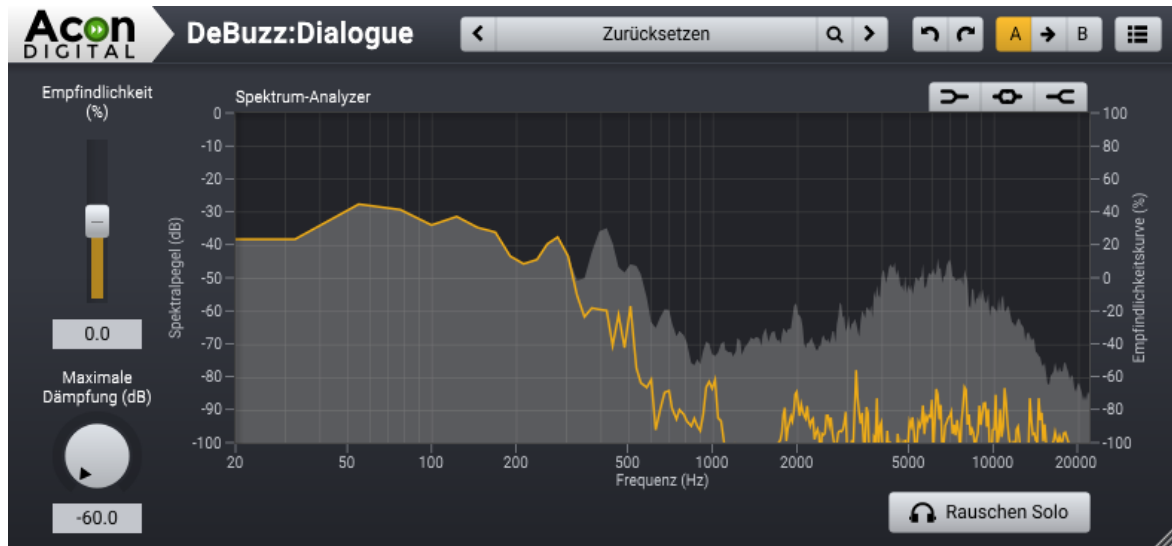 Acon
DIGITAL
DeBuzz:Dialogue
Zurücksetzen
A
B
Empfindlichkeit
(%)
0.0
Maximale
Dämpfung (dB)
-60.0
Spektrum-Analyzer
Spektralpegel (dB)
0
-10
-20
-30
-40
-50
-60
-70
-80
-90
-100
20
50
100
200
500
1000
2000
5000
10000
20000
Frequenz (Hz)
100
80
60
40
20
0
-20
-40
-60
-80
-100
Empfindlichkeitskurve (%)
Rauschen Solo